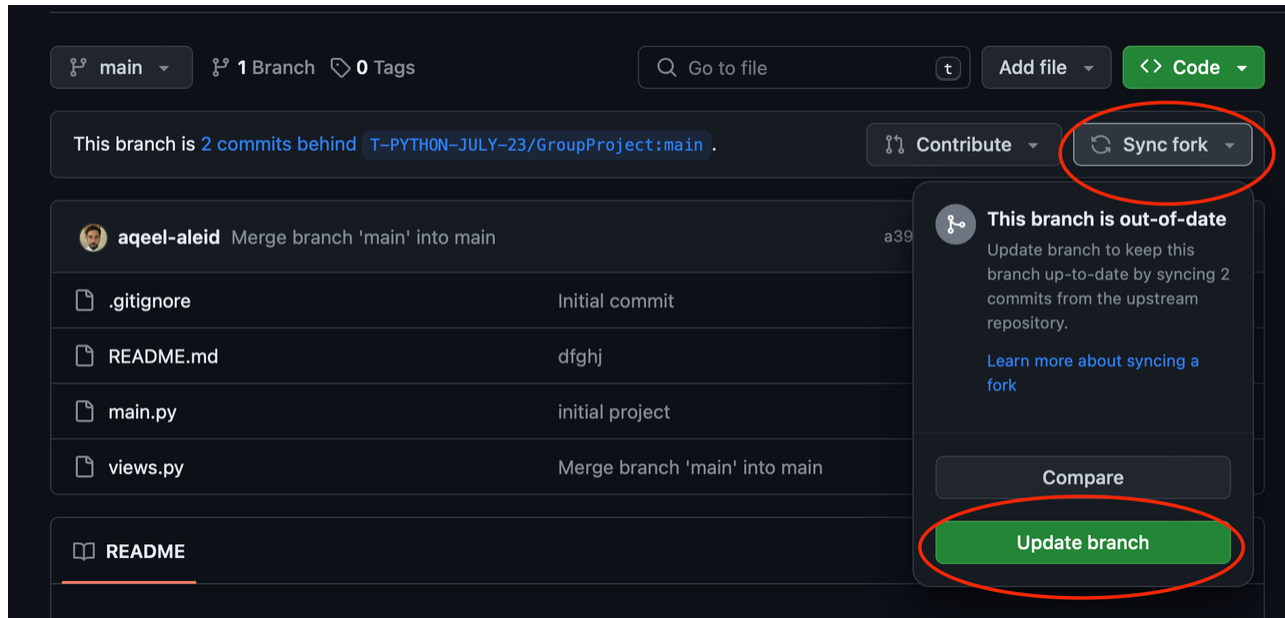 main
1 Branch
0 Tags
Go to file
t
Add file
<> Code
This branch is 2 commits behind T-PYTHON-JULY-23/GroupProject:main .
Contribute
Sync fork
aqeel-aleid Merge branch 'main' into main
a39
.gitignore
Initial commit
README.md
dfghj
main.py
initial project
views.py
Merge branch 'main' into main
README
This branch is out-of-date
Update branch to keep this
branch up-to-date by syncing 2
commits from the upstream
repository.
Learn more about syncing a
fork
Compare
Update branch